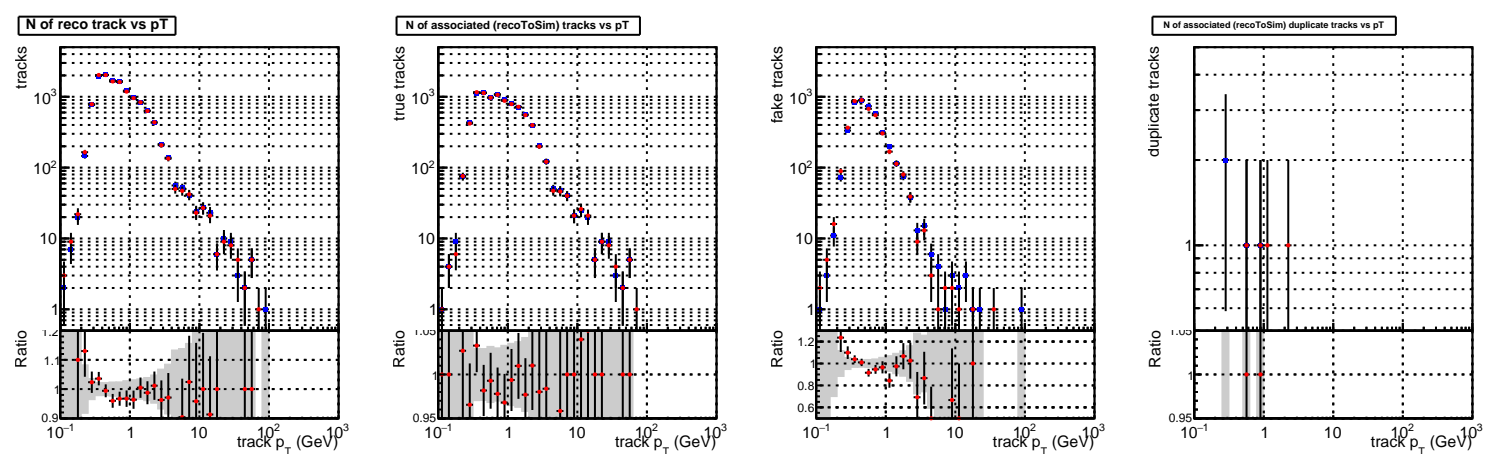 N of reco track vs pT
tracks
10³
10²
10
1
Ratio
1.2
1.1
1
0.9
10⁻¹ 1 10 10² 10³
track p_T (GeV)
N of associated (recoToSim) tracks vs pT
true tracks
10³
10²
10
1
Ratio
1.05
1
0.95
10⁻¹ 1 10 10² 10³
track p_T (GeV)
fake tracks
10³
10²
10
1
Ratio
1.2
1
0.8
0.6
10⁻¹ 1 10 10² 10³
track p_T (GeV)
N of associated (recoToSim) duplicate tracks vs pT
duplicate tracks
1
Ratio
1.05
1
0.95
10⁻¹ 1 10 10² 10³
track p_T (GeV)